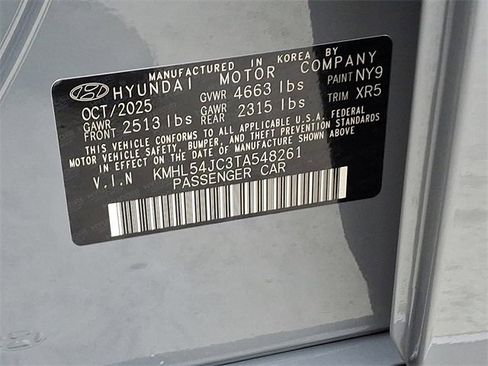 MANUFACTURED IN KOREA BY
HYUNDAI MOTOR COMPANY
OCT/2025 GVWR 4663 lbs PAINT NY9
GAWR FRONT 2513 lbs GAWR REAR 2315 lbs TRIM XR5
THIS VEHICLE CONFORMS TO ALL APPLICABLE U.S.A. FEDERAL
MOTOR VEHICLE SAFETY, BUMPER, AND THEFT PREVENTION STANDARDS
IN EFFECT ON THE DATE OF MANUFACTURE SHOWN ABOVE.
V.I.N KMHL54JC3TA548261
PASSENGER CAR